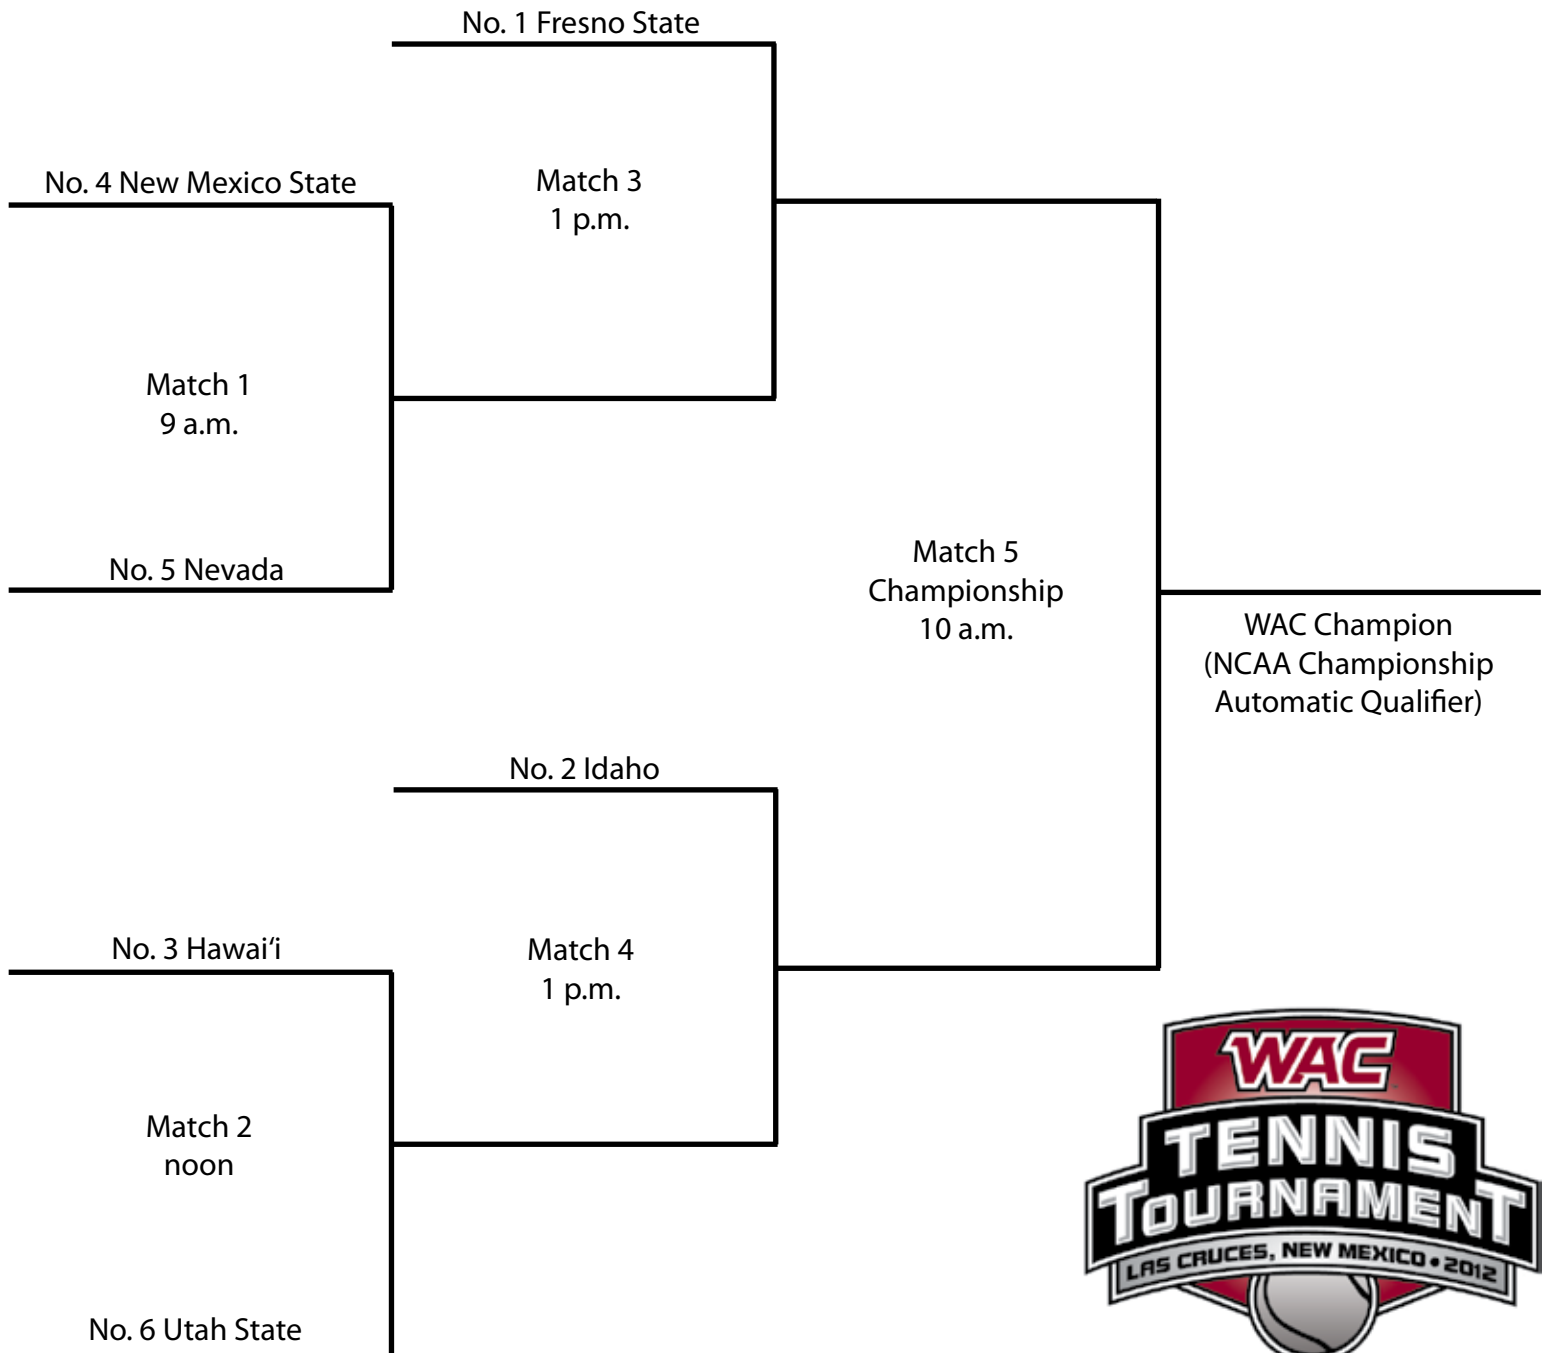 No. 1 Fresno State
No. 4 New Mexico State
Match 3
1 p.m.
Match 1
9 a.m.
No. 5 Nevada
Match 5
Championship
10 a.m.
WAC Champion
(NCAA Championship
Automatic Qualifier)
No. 2 Idaho
No. 3 Hawai‘i
Match 4
1 p.m.
Match 2
noon
No. 6 Utah State
WAC
TENNIS
TOURNAMENT
LAS CRUCES, NEW MEXICO • 2012